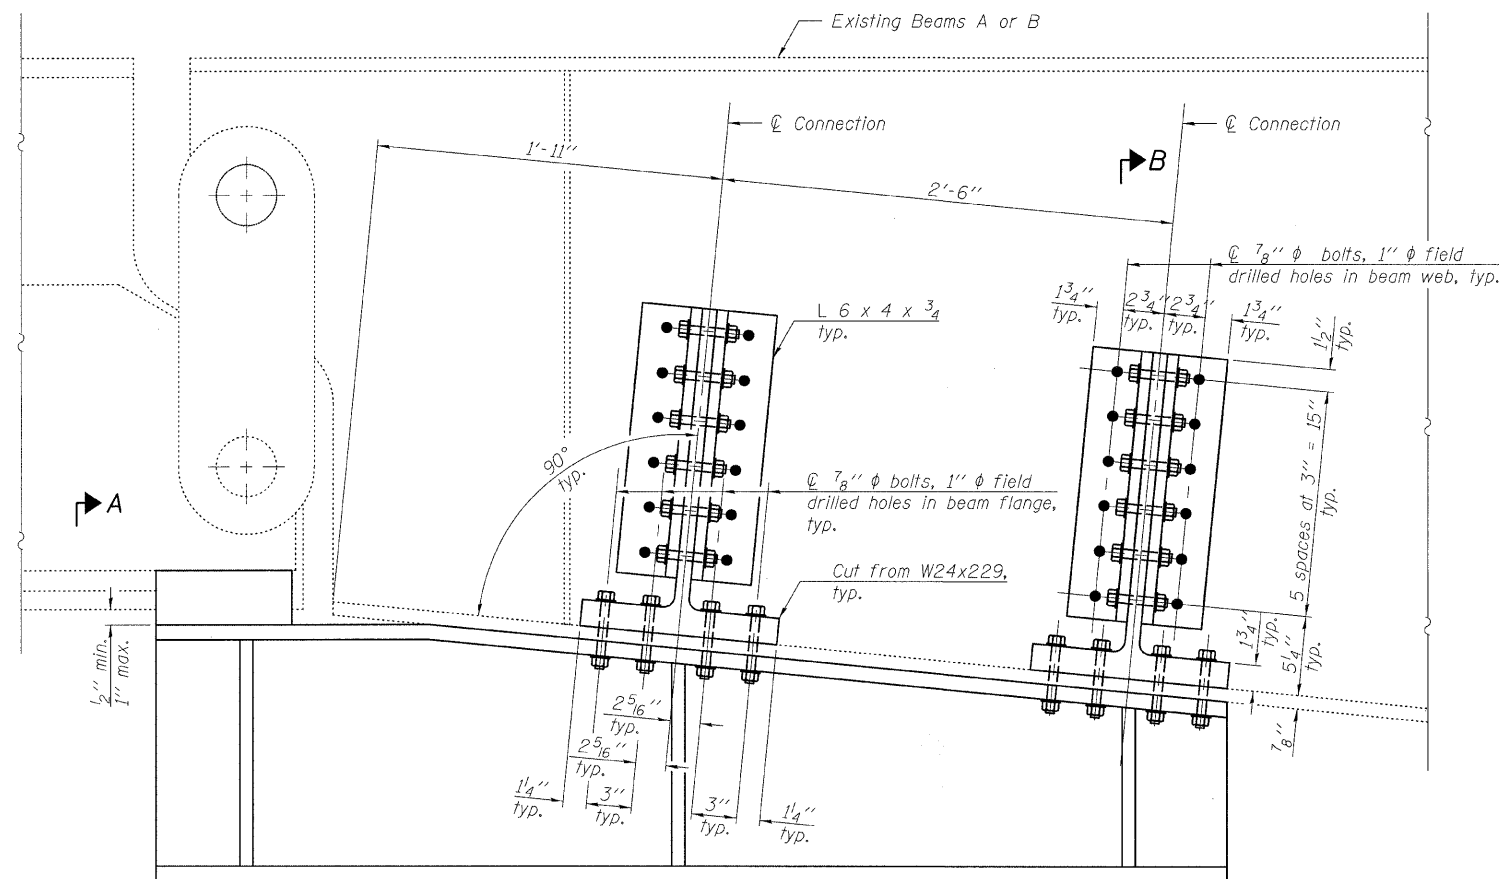 Existing Beams A or B
℄ Connection
℄ Connection
1'-11"
B
2'-6"
℄ 7/8" φ bolts, 1" φ field
drilled holes in beam web, typ.
1 3/4"
typ.
2 3/4"
typ.
2 3/4"
typ.
1 3/4"
typ.
1 1/2"
typ.
L 6 x 4 x 3/4
typ.
90°
typ.
5 spaces at 3" = 15"
typ.
℄ 7/8" φ bolts, 1" φ field
drilled holes in beam flange,
typ.
A
Cut from W24x229,
typ.
1 3/4"
typ.
5 1/4"
typ.
1/2" min.
1" max.
2 5/16"
typ.
7/8"
2 5/16"
typ.
1 1/4"
typ.
3"
typ.
3"
typ.
1 1/4"
typ.